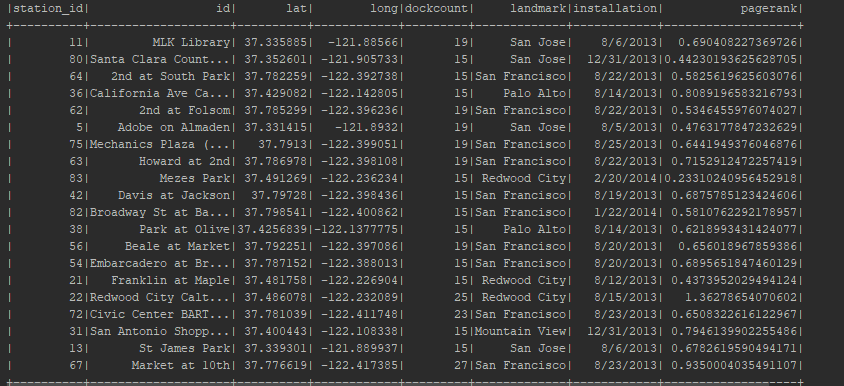 |station_id| id| lat| long|dockcount| landmark|installation| pagerank|
+----------+--------------------+----------+------------+---------+-------------+------------+-------------------+
| 11| MLK Library| 37.335885| -121.88566| 19| San Jose| 8/6/2013| 0.690408227369726|
| 80|Santa Clara Count...| 37.352601| -121.905733| 15| San Jose| 12/31/2013|0.44230193625628705|
| 64| 2nd at South Park| 37.782259| -122.392738| 15|San Francisco| 8/22/2013| 0.5825619625603076|
| 36|California Ave Ca...| 37.429082| -122.142805| 15| Palo Alto| 8/14/2013| 0.8089196583216793|
| 62| 2nd at Folsom| 37.785299| -122.396236| 19|San Francisco| 8/22/2013| 0.5346455976074027|
| 5| Adobe on Almaden| 37.331415| -121.8932| 19| San Jose| 8/5/2013| 0.4763177847232629|
| 75|Mechanics Plaza (...| 37.7913| -122.399051| 19|San Francisco| 8/25/2013| 0.6441949376046876|
| 63| Howard at 2nd| 37.786978| -122.398108| 15|San Francisco| 8/22/2013| 0.7152912472257419|
| 83| Mezes Park| 37.491269| -122.236234| 15| Redwood City| 2/20/2014|0.23310240956452918|
| 42| Davis at Jackson| 37.79728| -122.398436| 15|San Francisco| 8/19/2013| 0.6875785123424606|
| 82|Broadway St at Ba...| 37.798541| -122.400862| 15|San Francisco| 1/22/2014| 0.5810762292178957|
| 38| Park at Olive|37.4256839|-122.1377775| 15| Palo Alto| 8/14/2013| 0.6218993431424077|
| 56| Beale at Market| 37.792251| -122.397086| 19|San Francisco| 8/20/2013| 0.656018967859386|
| 54|Embarcadero at Br...| 37.787152| -122.388013| 15|San Francisco| 8/20/2013| 0.6895651847460129|
| 21| Franklin at Maple| 37.481758| -122.226904| 15| Redwood City| 8/12/2013| 0.4373952029494124|
| 22|Redwood City Calt...| 37.486078| -122.232089| 25| Redwood City| 8/15/2013| 1.36278654070602|
| 72|Civic Center BART...| 37.781039| -122.411748| 23|San Francisco| 8/23/2013| 0.6508322616122967|
| 31|San Antonio Shopp...| 37.400443| -122.108338| 15|Mountain View| 12/31/2013| 0.7946139902255486|
| 13| St James Park| 37.339301| -121.889937| 15| San Jose| 8/6/2013| 0.6782619590494171|
| 67| Market at 10th| 37.776619| -122.417385| 27|San Francisco| 8/23/2013| 0.9350004035491107|
+----------+--------------------+----------+------------+---------+-------------+------------+-------------------+